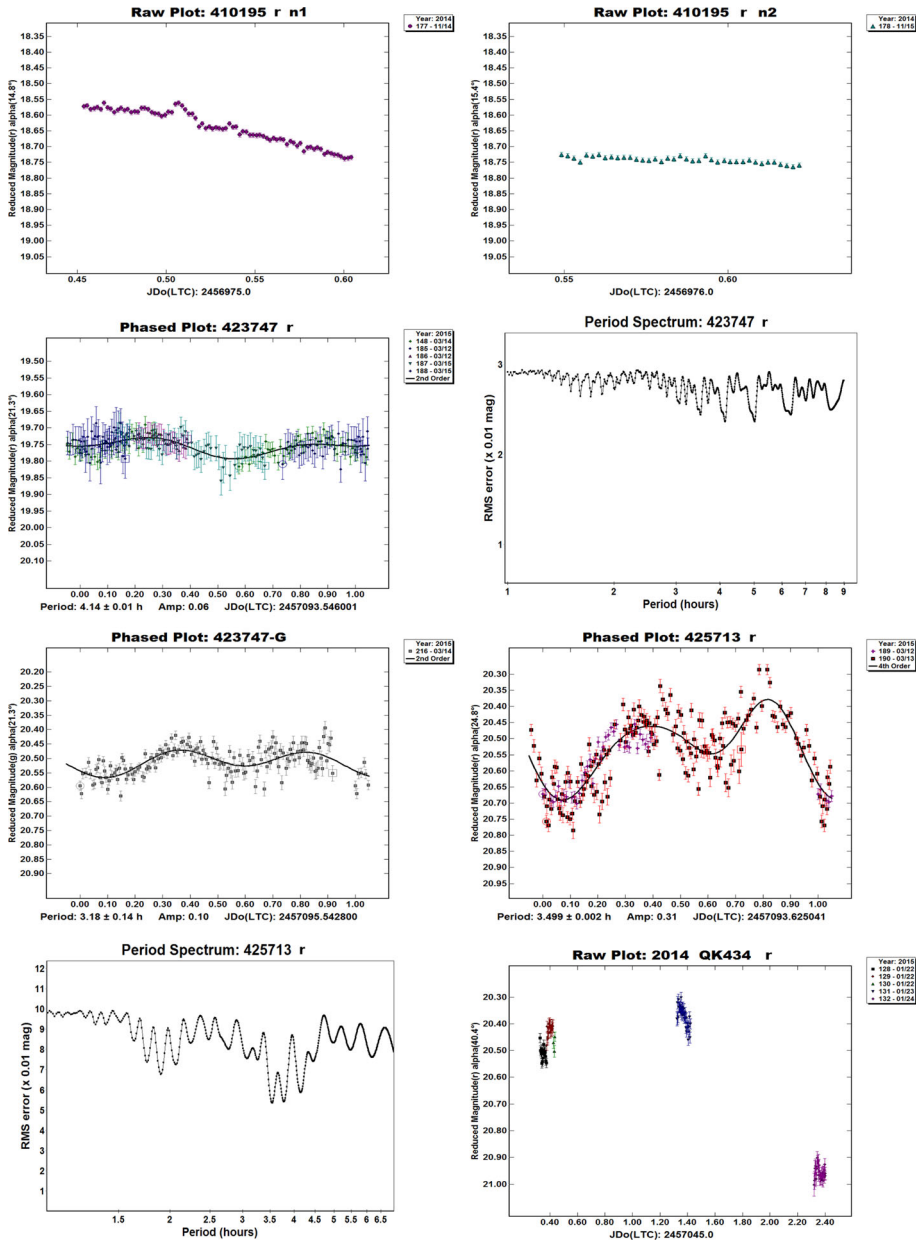 Raw Plot: 410195 r n1
Year: 2014
177 - 11/14
Reduced Magnitude(r) alpha(14.8°)
18.35
18.40
18.45
18.50
18.55
18.60
18.65
18.70
18.75
18.80
18.85
18.90
18.95
19.00
19.05
0.45 0.50 0.55 0.60
JDo(LTC): 2456975.0
Raw Plot: 410195 r n2
Year: 2014
178 - 11/15
Reduced Magnitude(r) alpha(15.4°)
18.35
18.40
18.45
18.50
18.55
18.60
18.65
18.70
18.75
18.80
18.85
18.90
18.95
19.00
19.05
0.55 0.60
JDo(LTC): 2456976.0
Phased Plot: 423747 r
Year: 2015
148 - 03/14
185 - 03/12
186 - 03/12
187 - 03/15
188 - 03/15
2nd Order
Reduced Magnitude(r) alpha(21.3°)
19.50
19.55
19.60
19.65
19.70
19.75
19.80
19.85
19.90
19.95
20.00
20.05
20.10
0.00 0.10 0.20 0.30 0.40 0.50 0.60 0.70 0.80 0.90 1.00
Period: 4.14 ± 0.01 h Amp: 0.06 JDo(LTC): 2457093.546001
Period Spectrum: 423747 r
RMS error (x 0.01 mag)
3
2
1
1 2 3 4 5 6 7 8 9
Period (hours)
Phased Plot: 423747-G
Year: 2015
216 - 03/14
2nd Order
Reduced Magnitude(g) alpha(21.3°)
20.20
20.25
20.30
20.35
20.40
20.45
20.50
20.55
20.60
20.65
20.70
20.75
20.80
20.85
20.90
0.00 0.10 0.20 0.30 0.40 0.50 0.60 0.70 0.80 0.90 1.00
Period: 3.18 ± 0.14 h Amp: 0.10 JDo(LTC): 2457095.542800
Phased Plot: 425713 r
Year: 2015
189 - 03/12
190 - 03/13
4th Order
Reduced Magnitude(r) alpha(24.8°)
20.30
20.35
20.40
20.45
20.50
20.55
20.60
20.65
20.70
20.75
20.80
20.85
20.90
20.95
0.00 0.10 0.20 0.30 0.40 0.50 0.60 0.70 0.80 0.90 1.00
Period: 3.499 ± 0.002 h Amp: 0.31 JDo(LTC): 2457093.625041
Period Spectrum: 425713 r
RMS error (x 0.01 mag)
12
11
10
9
8
7
6
5
4
3
2
1
1.5 2 2.5 3 3.5 4 4.5 5 5.5 6 6.5
Period (hours)
Raw Plot: 2014 QK434 r
Year: 2015
128 - 01/22
129 - 01/22
130 - 01/22
131 - 01/23
132 - 01/24
Reduced Magnitude(r) alpha(40.4°)
20.30
20.40
20.50
20.60
20.70
20.80
20.90
21.00
0.40 0.60 0.80 1.00 1.20 1.40 1.60 1.80 2.00 2.20 2.40
JDo(LTC): 2457045.0